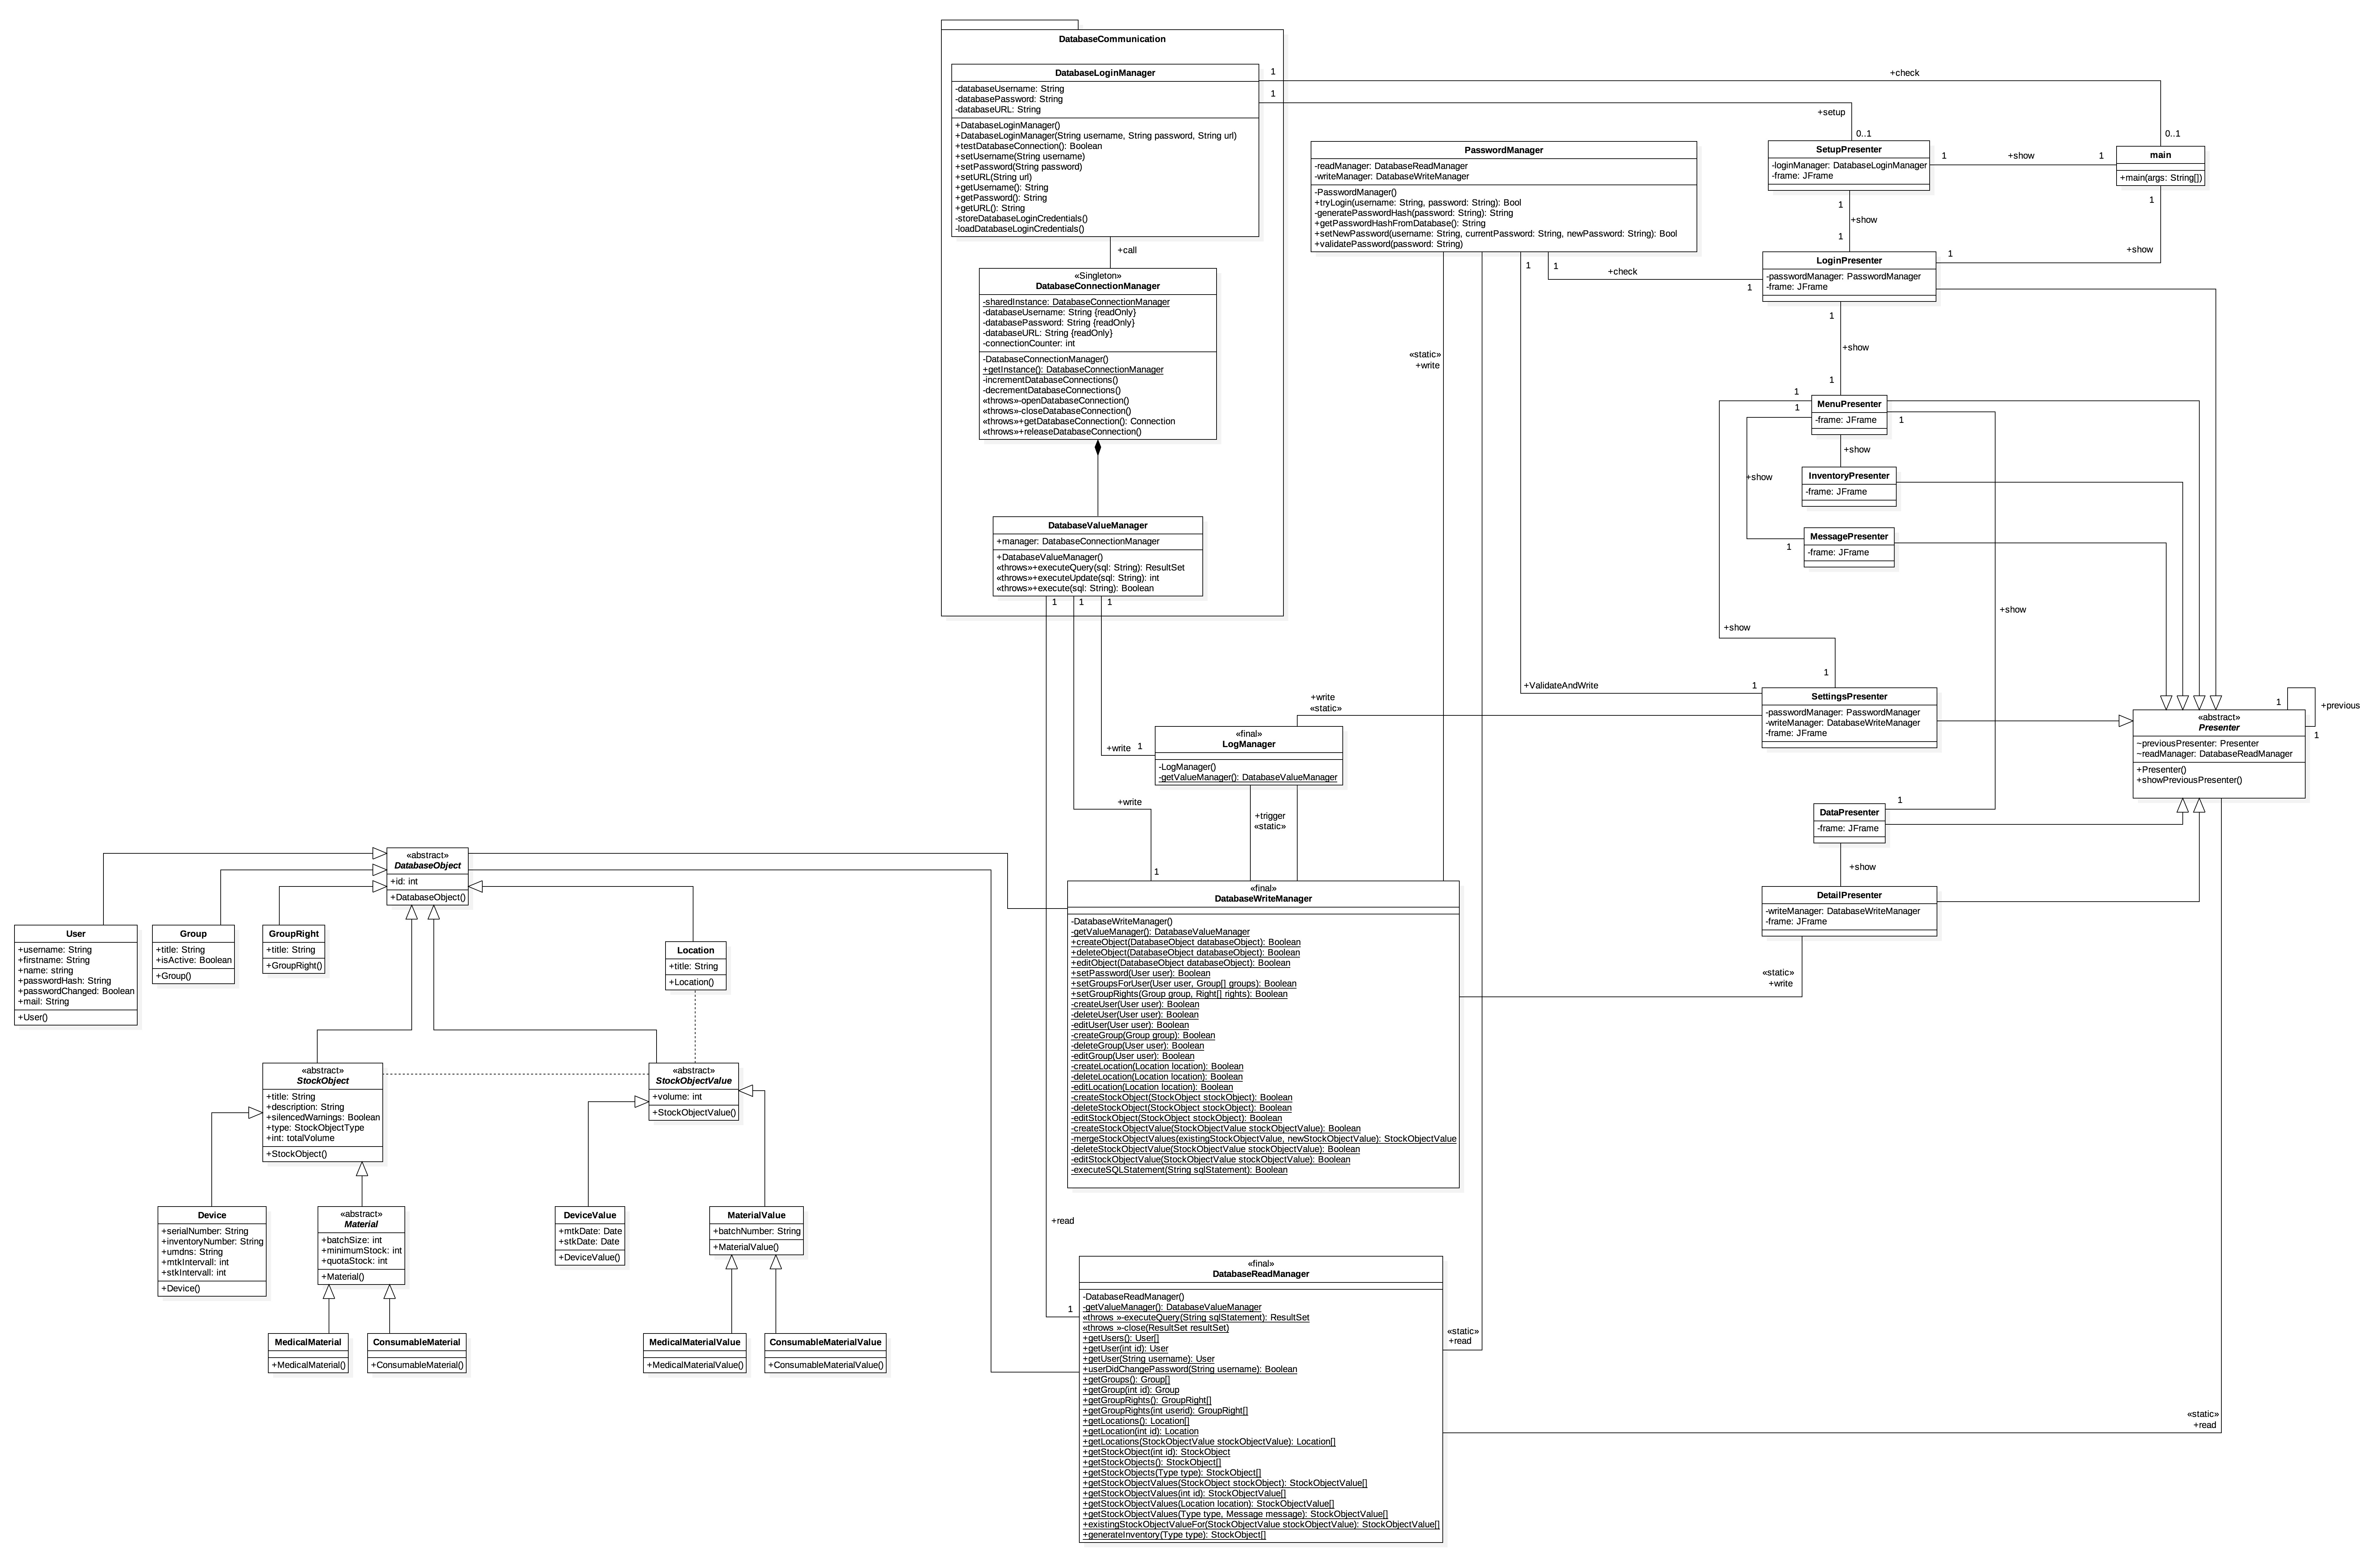 DatabaseCommunication
DatabaseLoginManager
-databaseUsername: String
-databasePassword: String
-databaseURL: String
+DatabaseLoginManager()
+DatabaseLoginManager(String username, String password, String url)
+testDatabaseConnection(): Boolean
+setUsername(String username)
+setPassword(String password)
+setURL(String url)
+getUsername(): String
+getPassword(): String
+getURL(): String
-storeDatabaseLoginCredentials()
-loadDatabaseLoginCredentials()
1
1
+call
«Singleton»
DatabaseConnectionManager
-sharedInstance: DatabaseConnectionManager
-databaseUsername: String {readOnly}
-databasePassword: String {readOnly}
-databaseURL: String {readOnly}
-connectionCounter: int
-DatabaseConnectionManager()
+getInstance(): DatabaseConnectionManager
-incrementDatabaseConnections()
-decrementDatabaseConnections()
«throws»-openDatabaseConnection()
«throws»-closeDatabaseConnection()
«throws»+getDatabaseConnection(): Connection
«throws»+releaseDatabaseConnection()
DatabaseValueManager
+manager: DatabaseConnectionManager
+DatabaseValueManager()
«throws»+executeQuery(sql: String): ResultSet
«throws»+executeUpdate(sql: String): int
«throws»+execute(sql: String): Boolean
1
1
1
PasswordManager
-readManager: DatabaseReadManager
-writeManager: DatabaseWriteManager
-PasswordManager()
+tryLogin(username: String, password: String): Bool
-generatePasswordHash(password: String): String
+getPasswordHashFromDatabase(): String
+setNewPassword(username: String, currentPassword: String, newPassword: String): Bool
+validatePassword(password: String)
1
1
+check
1
«static»
+write
+check
+setup
0..1
0..1
SetupPresenter
-loginManager: DatabaseLoginManager
-frame: JFrame
1
+show
1
main
+main(args: String[])
1
+show
1
1
+show
1
LoginPresenter
-passwordManager: PasswordManager
-frame: JFrame
1
+show
1
1
1
MenuPresenter
-frame: JFrame
1
+show
+show
InventoryPresenter
-frame: JFrame
MessagePresenter
-frame: JFrame
1
+show
+show
1
+ValidateAndWrite
1
SettingsPresenter
-passwordManager: PasswordManager
-writeManager: DatabaseWriteManager
-frame: JFrame
1
+previous
1
«abstract»
Presenter
~previousPresenter: Presenter
~readManager: DatabaseReadManager
+Presenter()
+showPreviousPresenter()
+write
«static»
+write
1
«final»
LogManager
-LogManager()
-getValueManager(): DatabaseValueManager
+write
+trigger
«static»
1
1
DataPresenter
-frame: JFrame
+show
DetailPresenter
-writeManager: DatabaseWriteManager
-frame: JFrame
«static»
+write
«abstract»
DatabaseObject
+id: int
+DatabaseObject()
User
+username: String
+firstname: String
+name: string
+passwordHash: String
+passwordChanged: Boolean
+mail: String
+User()
Group
+title: String
+isActive: Boolean
+Group()
GroupRight
+title: String
+GroupRight()
Location
+title: String
+Location()
«abstract»
StockObject
+title: String
+description: String
+silencedWarnings: Boolean
+type: StockObjectType
+int: totalVolume
+StockObject()
«abstract»
StockObjectValue
+volume: int
+StockObjectValue()
Device
+serialNumber: String
+inventoryNumber: String
+umdns: String
+mtkIntervall: int
+stkIntervall: int
+Device()
«abstract»
Material
+batchSize: int
+minimumStock: int
+quotaStock: int
+Material()
DeviceValue
+mtkDate: Date
+stkDate: Date
+DeviceValue()
MaterialValue
+batchNumber: String
+MaterialValue()
MedicalMaterial
+MedicalMaterial()
ConsumableMaterial
+ConsumableMaterial()
MedicalMaterialValue
+MedicalMaterialValue()
ConsumableMaterialValue
+ConsumableMaterialValue()
«final»
DatabaseWriteManager
-DatabaseWriteManager()
-getValueManager(): DatabaseValueManager
+createObject(DatabaseObject databaseObject): Boolean
+deleteObject(DatabaseObject databaseObject): Boolean
+editObject(DatabaseObject databaseObject): Boolean
+setPassword(User user): Boolean
+setGroupsForUser(User user, Group[] groups): Boolean
+setGroupRights(Group group, Right[] rights): Boolean
-createUser(User user): Boolean
-deleteUser(User user): Boolean
-editUser(User user): Boolean
-createGroup(Group group): Boolean
-deleteGroup(User user): Boolean
-editGroup(User user): Boolean
-createLocation(Location location): Boolean
-deleteLocation(Location location): Boolean
-editLocation(Location location): Boolean
-createStockObject(StockObject stockObject): Boolean
-deleteStockObject(StockObject stockObject): Boolean
-editStockObject(StockObject stockObject): Boolean
-createStockObjectValue(StockObjectValue stockObjectValue): Boolean
-mergeStockObjectValues(existingStockObjectValue, newStockObjectValue): StockObjectValue
-deleteStockObjectValue(StockObjectValue stockObjectValue): Boolean
-editStockObjectValue(StockObjectValue stockObjectValue): Boolean
-executeSQLStatement(String sqlStatement): Boolean
+read
1
«final»
DatabaseReadManager
-DatabaseReadManager()
-getValueManager(): DatabaseValueManager
«throws »-executeQuery(String sqlStatement): ResultSet
«throws »-close(ResultSet resultSet)
+getUsers(): User[]
+getUser(int id): User
+getUser(String username): User
+userDidChangePassword(String username): Boolean
+getGroups(): Group[]
+getGroup(int id): Group
+getGroupRights(): GroupRight[]
+getGroupRights(int userid): GroupRight[]
+getLocations(): Location[]
+getLocation(int id): Location
+getLocations(StockObjectValue stockObjectValue): Location[]
+getStockObject(int id): StockObject
+getStockObjects(): StockObject[]
+getStockObjects(Type type): StockObject[]
+getStockObjectValues(StockObject stockObject): StockObjectValue[]
+getStockObjectValues(int id): StockObjectValue[]
+getStockObjectValues(Location location): StockObjectValue[]
+getStockObjectValues(Type type, Message message): StockObjectValue[]
+existingStockObjectValueFor(StockObjectValue stockObjectValue): StockObjectValue[]
+generateInventory(Type type): StockObject[]
«static»
+read
«static»
+read